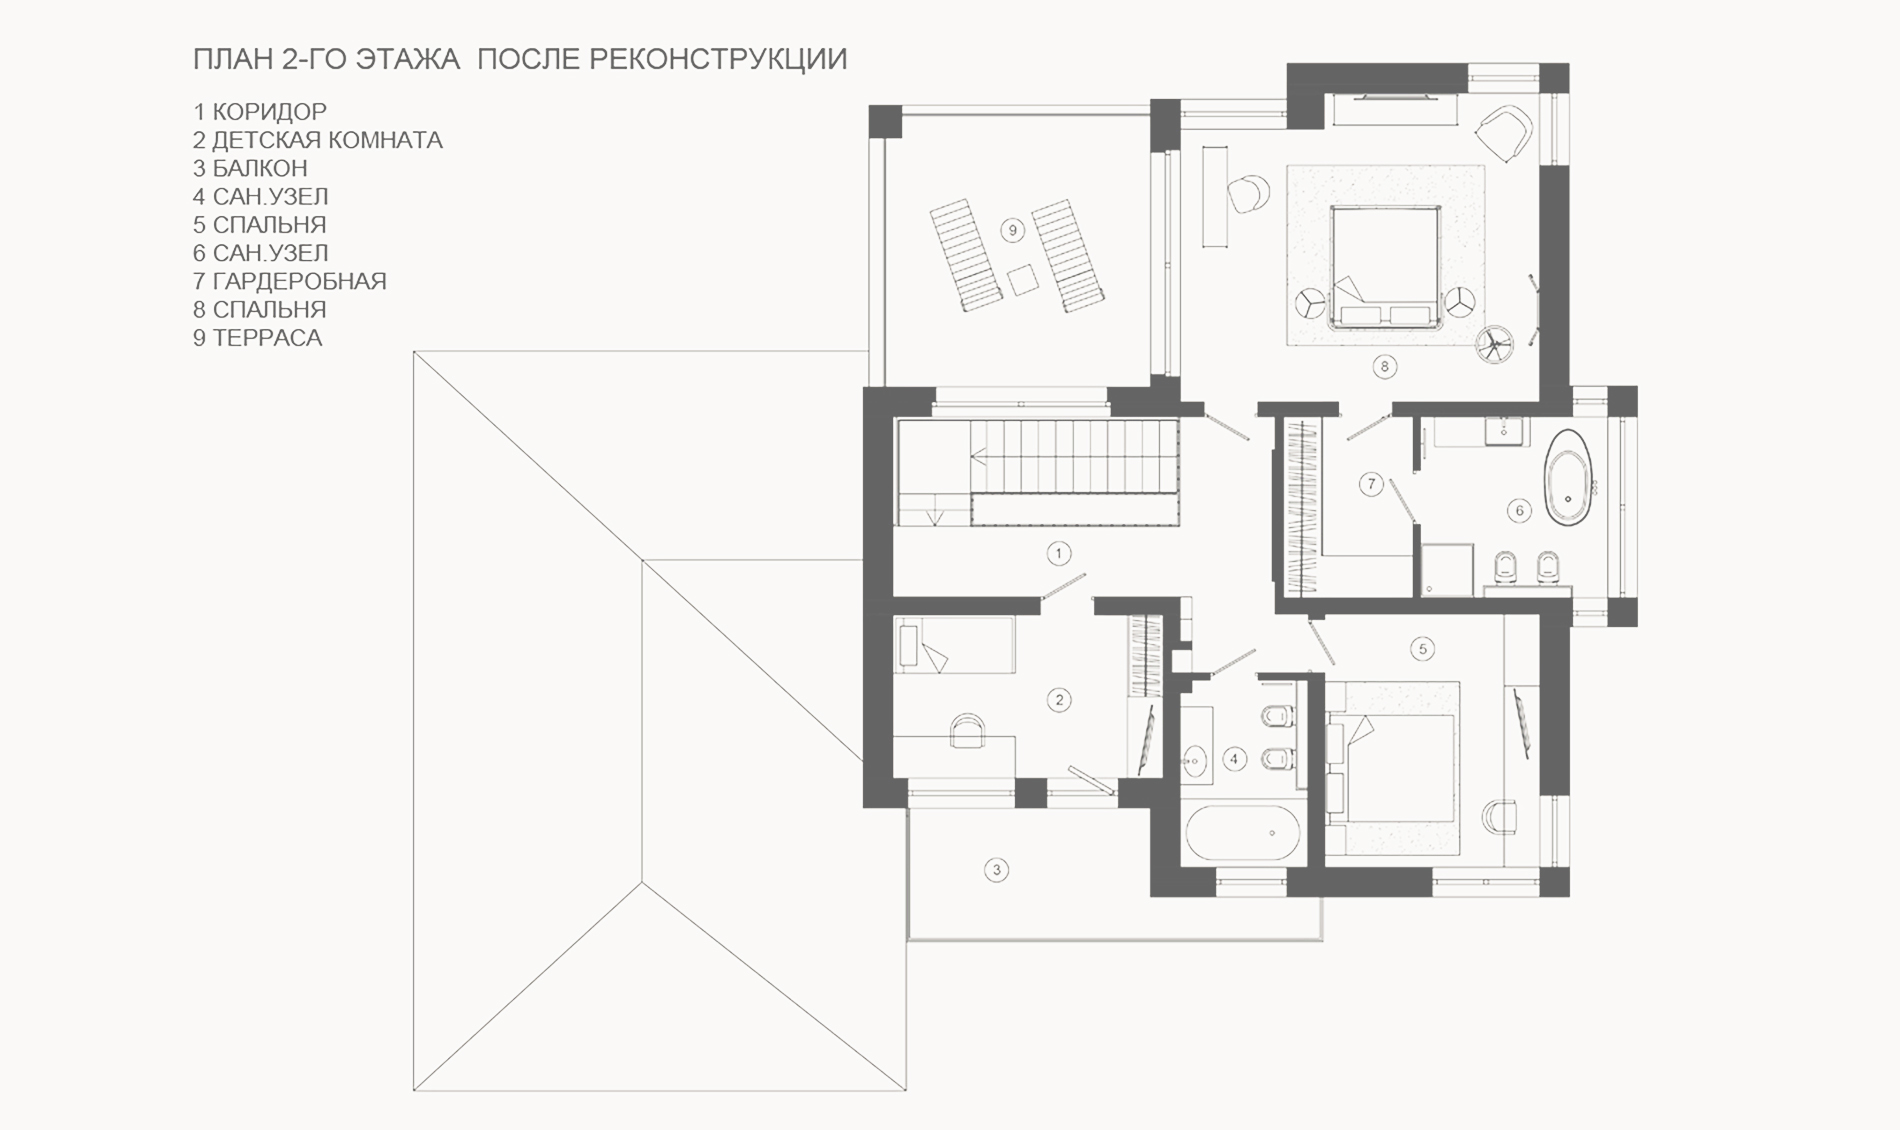 ПЛАН 2-ГО ЭТАЖА ПОСЛЕ РЕКОНСТРУКЦИИ
1 КОРИДОР
2 ДЕТСКАЯ КОМНАТА
3 БАЛКОН
4 САН.УЗЕЛ
5 СПАЛЬНЯ
6 САН.УЗЕЛ
7 ГАРДЕРОБНАЯ
8 СПАЛЬНЯ
9 ТЕРРАСА
9
8
7
6
1
5
2
4
3